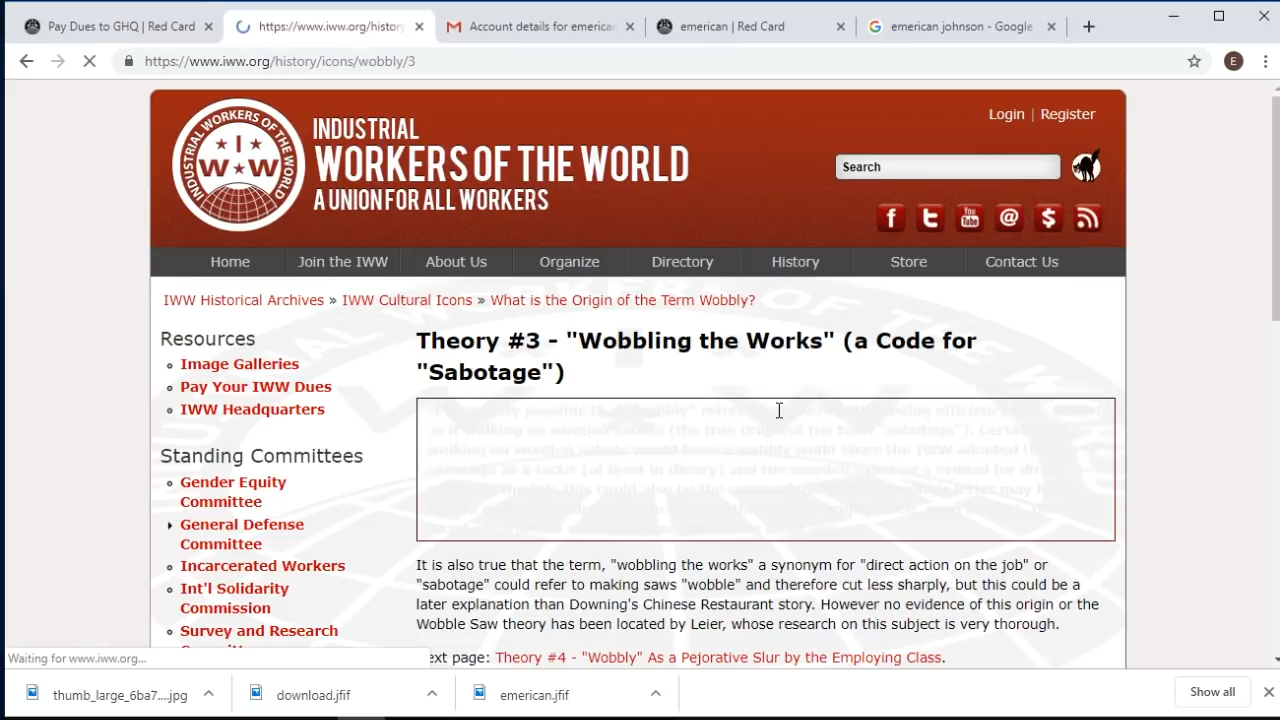 Pay Dues to GHQ | Red Card
https://www.iww.org/history
Account details for emerican
emerican | Red Card
emerican johnson - Google
https://www.iww.org/history/icons/wobbly/3
E
INDUSTRIAL WORKERS OF THE WORLD
I W W
INDUSTRIAL
WORKERS OF THE WORLD
A UNION FOR ALL WORKERS
Login | Register
Search
f t You Tube @ $
Home Join the IWW About Us Organize Directory History Store Contact Us
IWW Historical Archives » IWW Cultural Icons » What is the Origin of the Term Wobbly?
Resources
Image Galleries
Pay Your IWW Dues
IWW Headquarters
Standing Committees
Gender Equity
Committee
General Defense
Committee
Incarcerated Workers
Int'l Solidarity
Commission
Survey and Research
Theory #3 - "Wobbling the Works" (a Code for
"Sabotage")
It is also true that the term, "wobbling the works" a synonym for "direct action on the job" or
"sabotage" could refer to making saws "wobble" and therefore cut less sharply, but this could be a
later explanation than Downing's Chinese Restaurant story. However no evidence of this origin or the
Wobble Saw theory has been located by Leier, whose research on this subject is very thorough.
ext page: Theory #4 - "Wobbly" As a Pejorative Slur by the Employing Class.
Waiting for www.iww.org...
thumb_large_6ba7....jpg
download.jfif
emerican.jfif
Show all